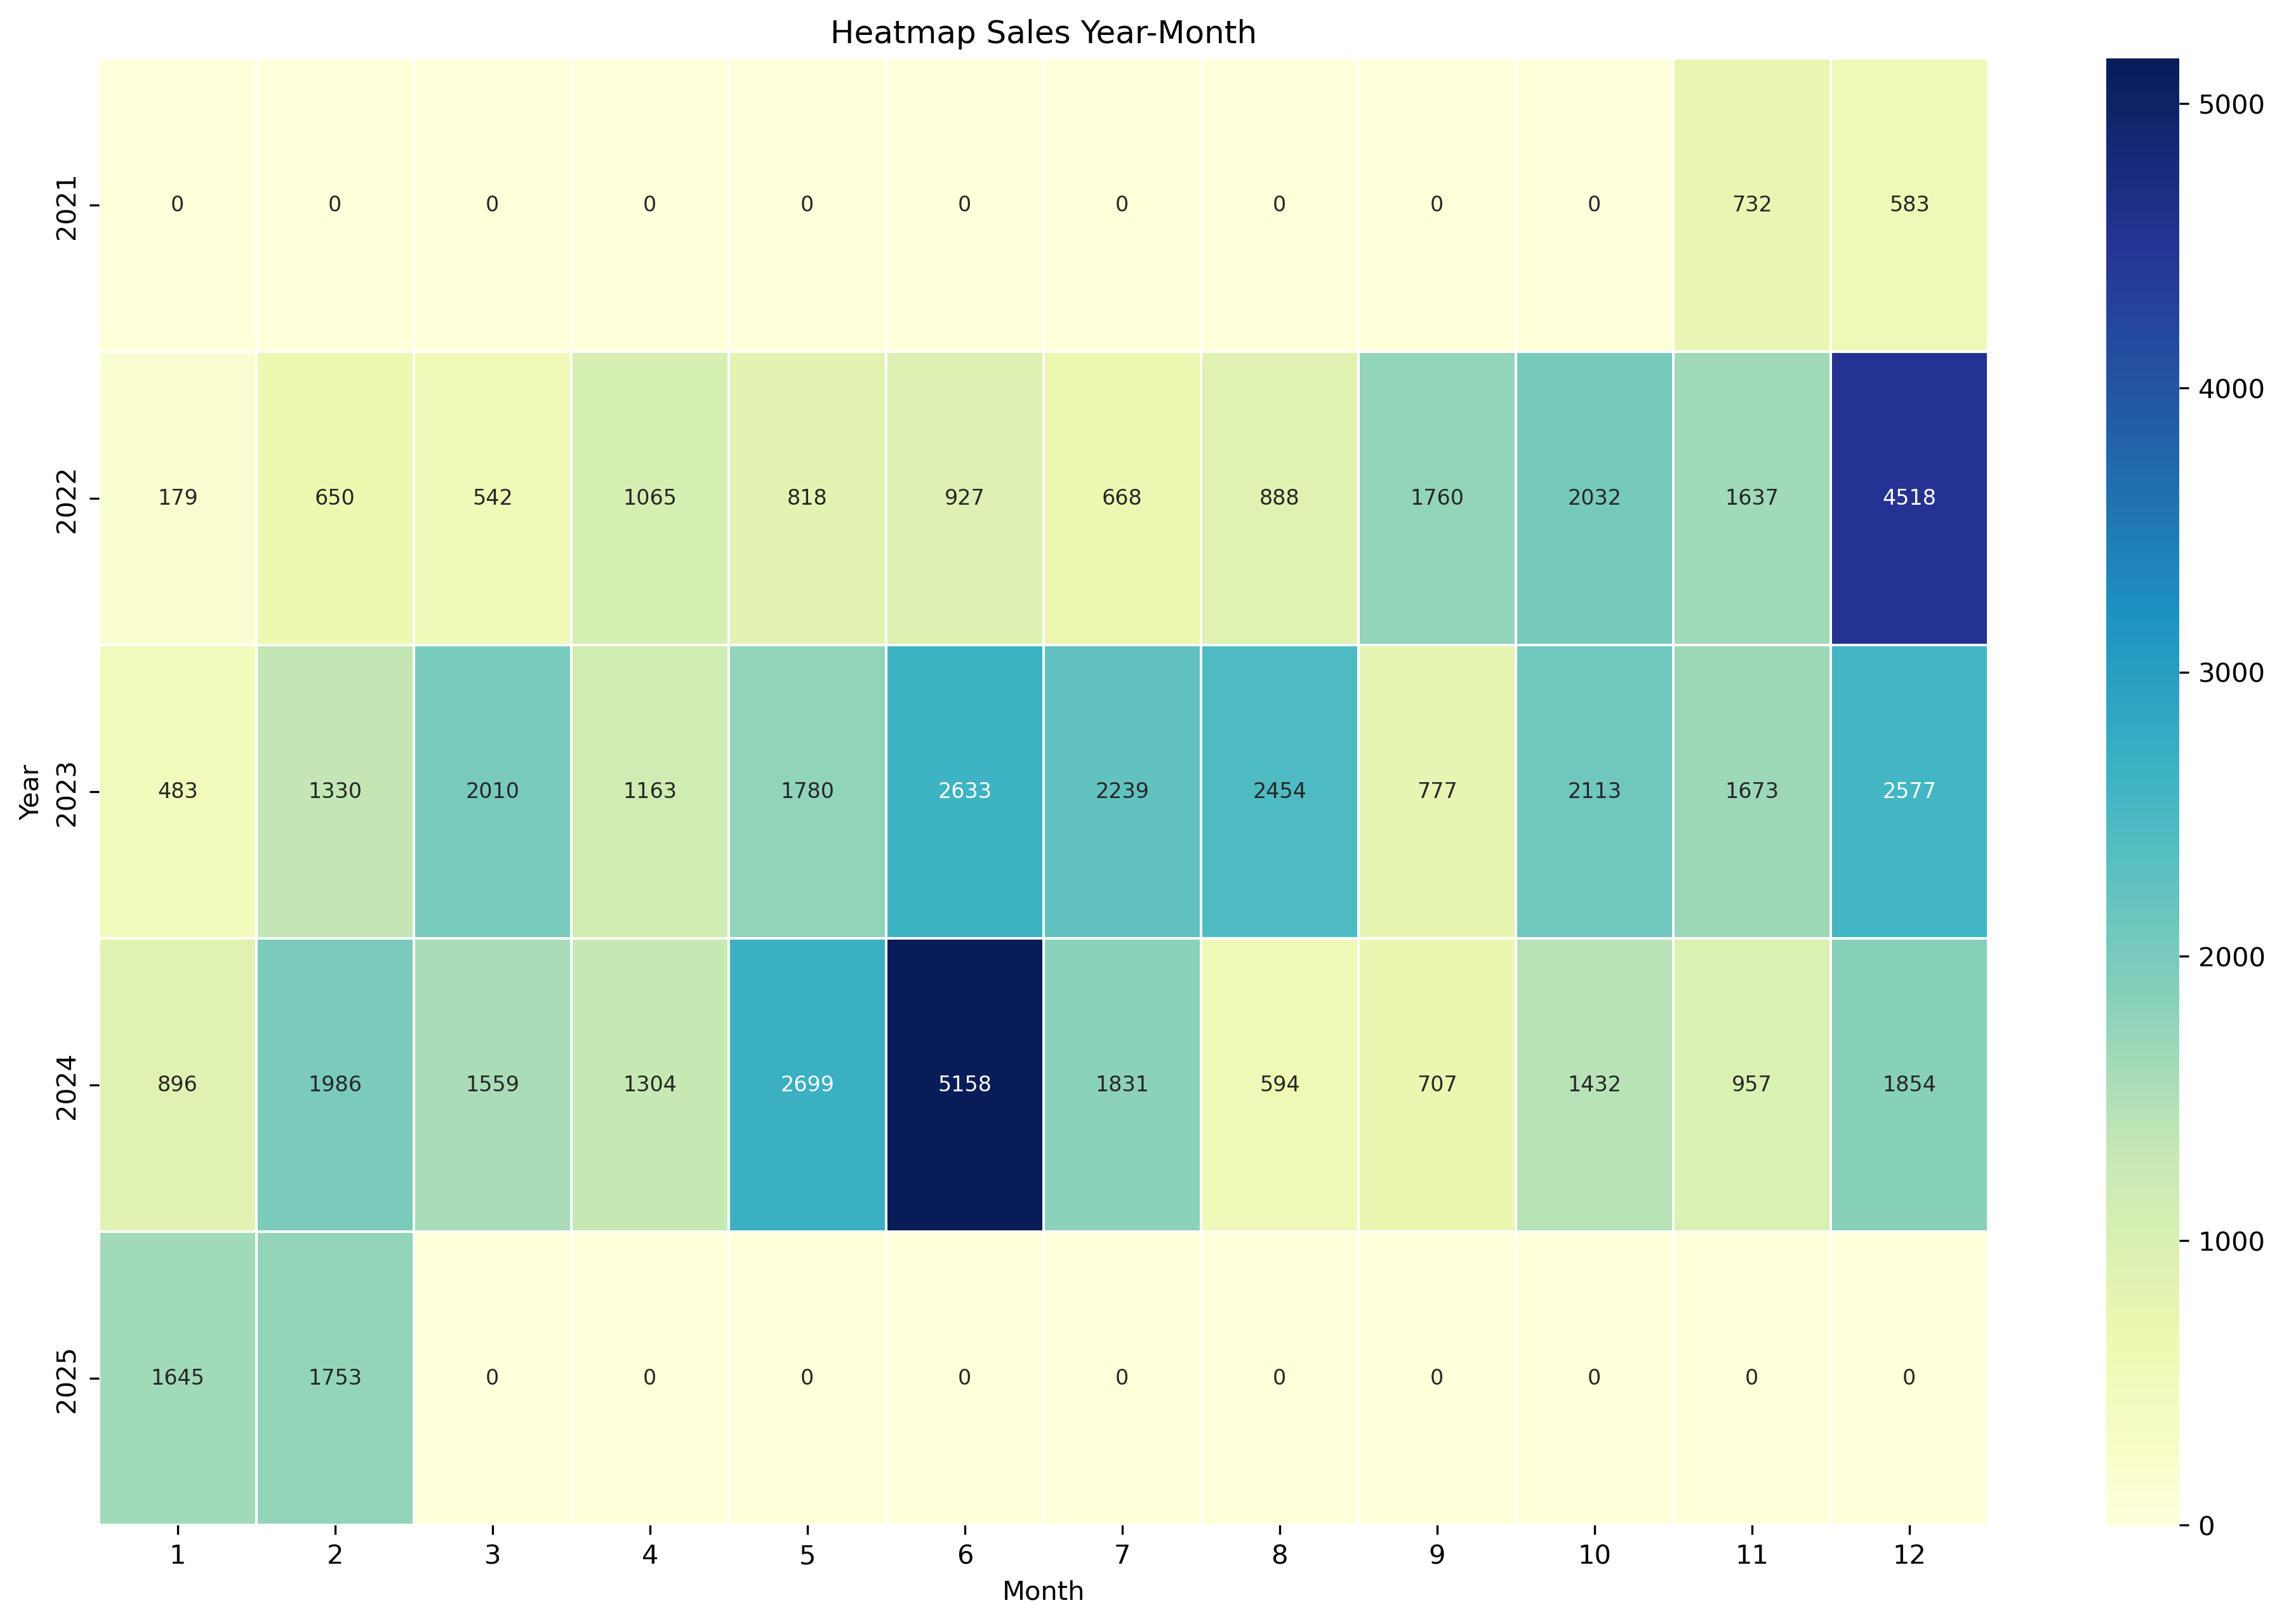 Heatmap Sales Year-Month
Year
2021 0 0 0 0 0 0 0 0 0 0 732 583
2022 179 650 542 1065 818 927 668 888 1760 2032 1637 4518
2023 483 1330 2010 1163 1780 2633 2239 2454 777 2113 1673 2577
2024 896 1986 1559 1304 2699 5158 1831 594 707 1432 957 1854
2025 1645 1753 0 0 0 0 0 0 0 0 0 0
1 2 3 4 5 6 7 8 9 10 11 12
Month
5000
4000
3000
2000
1000
0